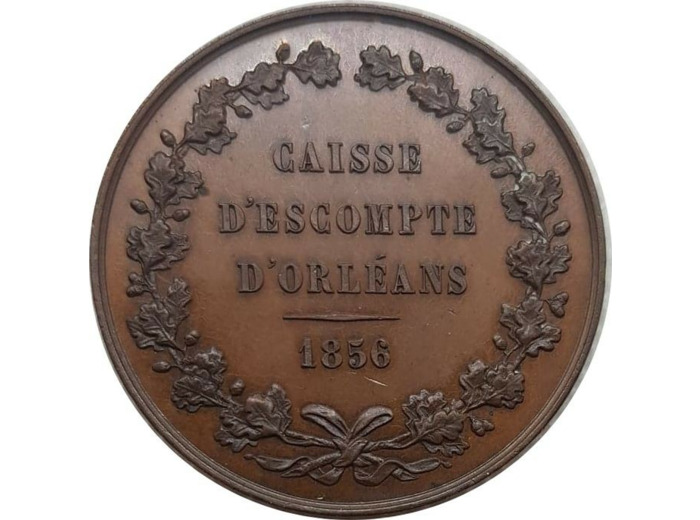 CAISSE
D'ESCOMPTE
D'ORLÉANS
1856